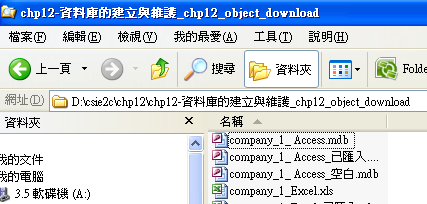 chp12-資料庫的建立與維護_chp12_object_download
檔案(F) 編輯(E) 檢視(V) 我的最愛(A) 工具(T) 說明(H)
上一頁 搜尋 資料夾 Folde
網址(D) D:\csie2c\chp12\chp12-資料庫的建立與維護_chp12_object_download
資料夾 × 名稱
company_1_ Access.mdb
我的文件 company_1_ Access_已匯入....
我的電腦 company_1_ Access_空白.mdb
3.5 軟碟機 (A:) company_1_Excel.xls